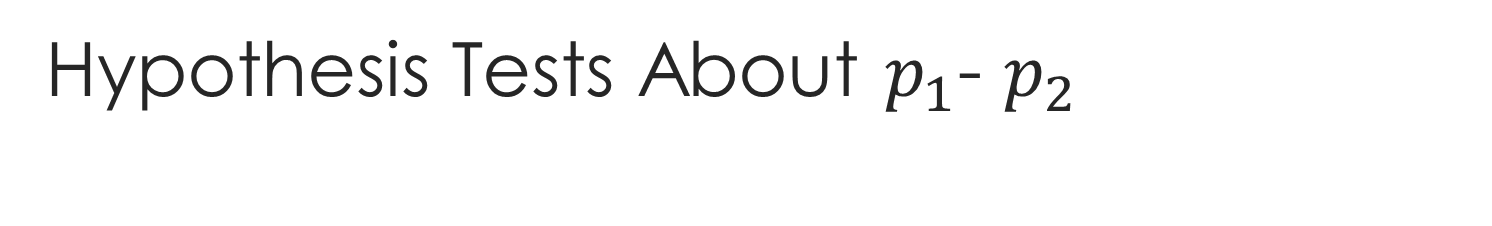 Hypothesis Tests About 𝑝₁- 𝑝₂